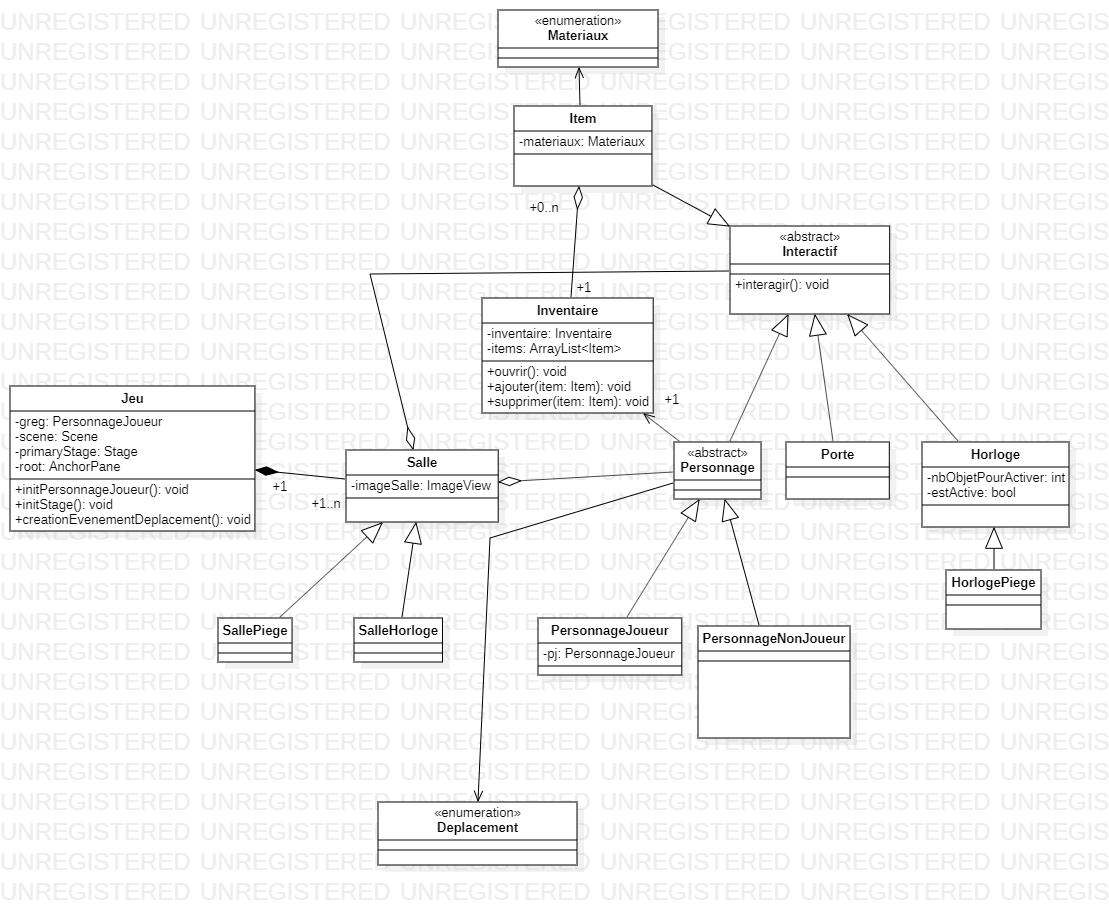 «enumeration»
Materiaux
Item
-materiaux: Materiaux
+0..n
«abstract»
Interactif
+interagir(): void
+1
Inventaire
-inventaire: Inventaire
-items: ArrayList<Item>
+ouvrir(): void
+ajouter(item: Item): void
+supprimer(item: Item): void
+1
Jeu
-greg: PersonnageJoueur
-scene: Scene
-primaryStage: Stage
-root: AnchorPane
+initPersonnageJoueur(): void
+initStage(): void
+creationEvenementDeplacement(): void
+1
+1..n
Salle
-imageSalle: ImageView
«abstract»
Personnage
Porte
Horloge
-nbObjetPourActiver: int
-estActive: bool
HorlogePiege
SallePiege
SalleHorloge
PersonnageJoueur
-pj: PersonnageJoueur
PersonnageNonJoueur
«enumeration»
Deplacement